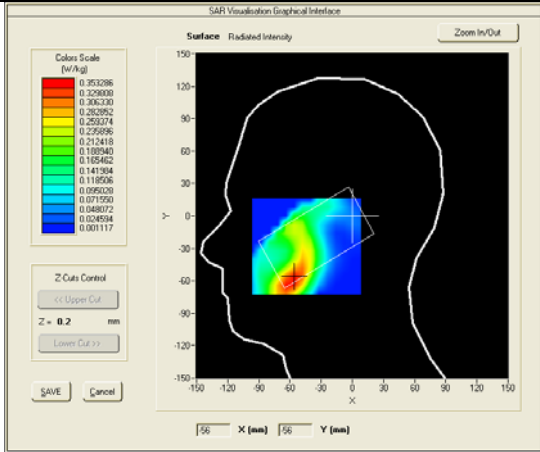 SAR Visualisation Graphical Interface
Surface Radiated Intensity
Zoom In/Out
Colors Scale
(W/kg)
0.353286
0.329808
0.306330
0.282852
0.259374
0.235896
0.212418
0.188940
0.165462
0.141984
0.118506
0.095028
0.071550
0.048072
0.024594
0.001117
Z-Cuts Control
<< Upper Cut
Z = 0.2 mm
Lower Cut >>
SAVE Cancel
Y
150
120
90
60
30
0
-30
-60
-90
-120
-150
-150 -120 -90 -60 -30 0 30 60 90 120 150
X
-56 X (mm) -56 Y (mm)